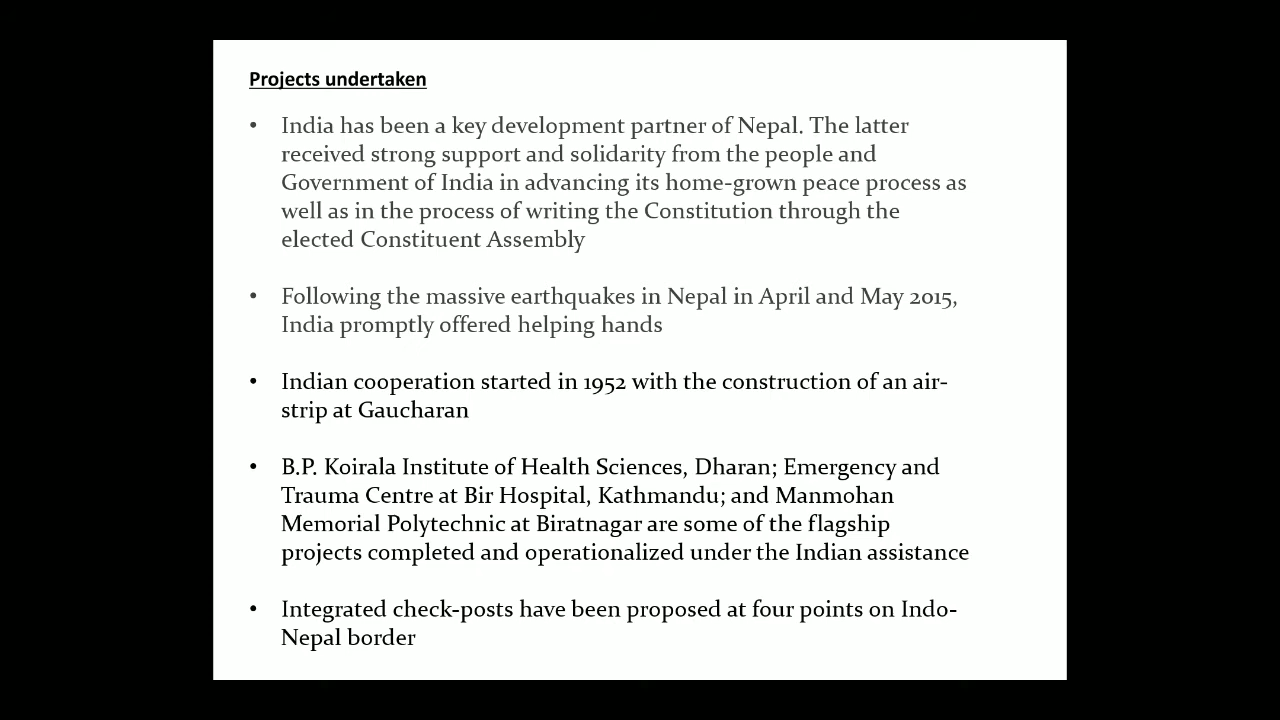 Projects undertaken
• India has been a key development partner of Nepal. The latter
received strong support and solidarity from the people and
Government of India in advancing its home-grown peace process as
well as in the process of writing the Constitution through the
elected Constituent Assembly
• Following the massive earthquakes in Nepal in April and May 2015,
India promptly offered helping hands
• Indian cooperation started in 1952 with the construction of an air-
strip at Gaucharan
• B.P. Koirala Institute of Health Sciences, Dharan; Emergency and
Trauma Centre at Bir Hospital, Kathmandu; and Manmohan
Memorial Polytechnic at Biratnagar are some of the flagship
projects completed and operationalized under the Indian assistance
• Integrated check-posts have been proposed at four points on Indo-
Nepal border